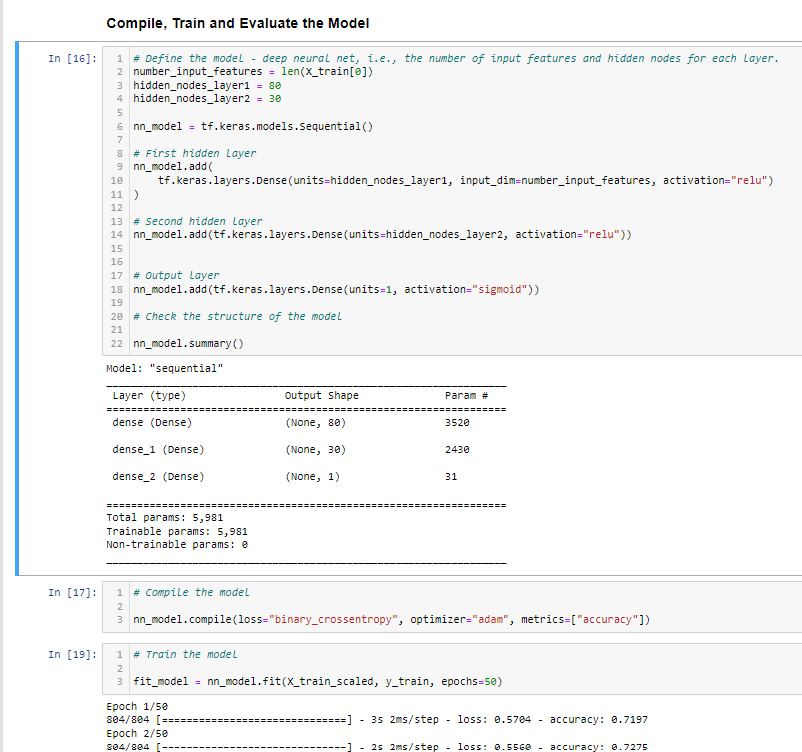 Compile, Train and Evaluate the Model
In [16]:
1 # Define the model - deep neural net, i.e., the number of input features and hidden nodes for each layer.
2 number_input_features = len(X_train[0])
3 hidden_nodes_layer1 = 80
4 hidden_nodes_layer2 = 30
5
6 nn_model = tf.keras.models.Sequential()
7
8 # First hidden layer
9 nn_model.add(
10     tf.keras.layers.Dense(units=hidden_nodes_layer1, input_dim=number_input_features, activation="relu")
11 )
12
13 # Second hidden layer
14 nn_model.add(tf.keras.layers.Dense(units=hidden_nodes_layer2, activation="relu"))
15
16
17 # Output layer
18 nn_model.add(tf.keras.layers.Dense(units=1, activation="sigmoid"))
19
20 # Check the structure of the model
21
22 nn_model.summary()
Model: "sequential"
_________________________________________________________________
Layer (type)                Output Shape              Param #
=================================================================
dense (Dense)               (None, 80)                3520
dense_1 (Dense)             (None, 30)                2430
dense_2 (Dense)             (None, 1)                 31
=================================================================
Total params: 5,981
Trainable params: 5,981
Non-trainable params: 0
_________________________________________________________________
In [17]:
1 # Compile the model
2
3 nn_model.compile(loss="binary_crossentropy", optimizer="adam", metrics=["accuracy"])
In [19]:
1 # Train the model
2
3 fit_model = nn_model.fit(X_train_scaled, y_train, epochs=50)
Epoch 1/50
804/804 [==============================] - 3s 2ms/step - loss: 0.5704 - accuracy: 0.7197
Epoch 2/50
804/804 [==============================] - 2s 2ms/step - loss: 0.5560 - accuracy: 0.7275